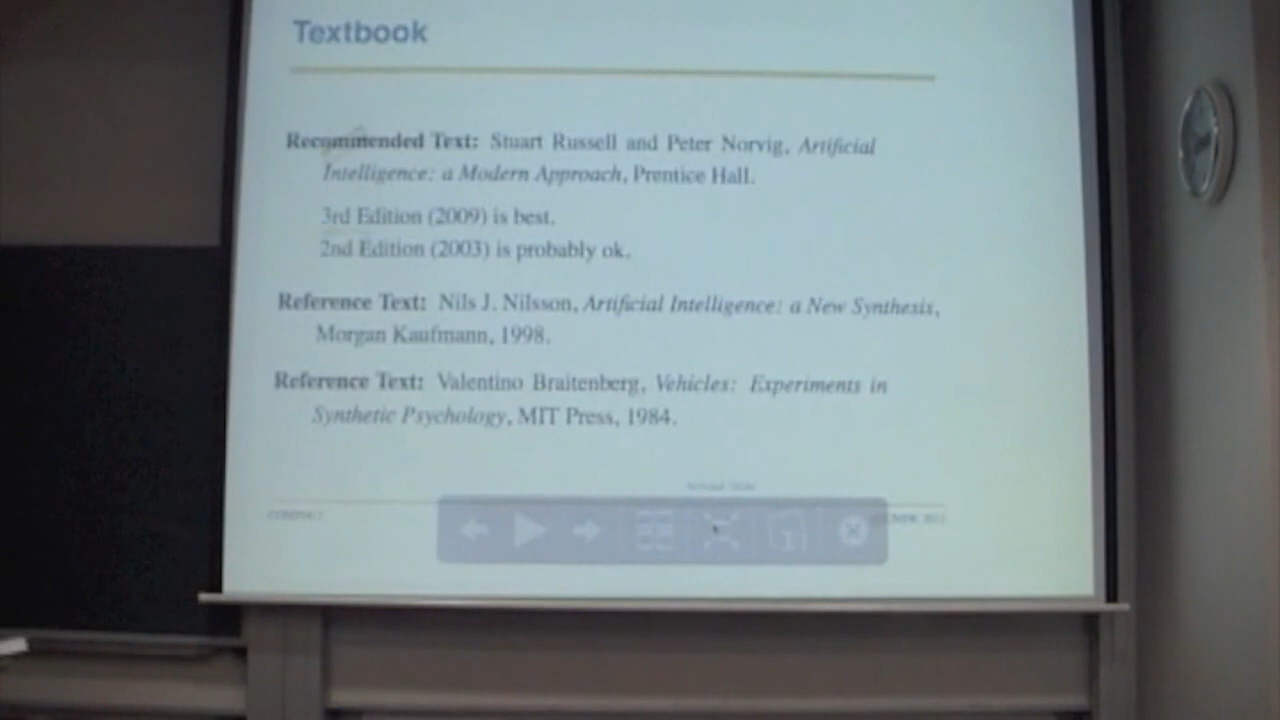 Textbook
Recommended Text: Stuart Russell and Peter Norvig, Artificial
Intelligence: a Modern Approach, Prentice Hall.
3rd Edition (2009) is best.
2nd Edition (2003) is probably ok.
Reference Text: Nils J. Nilsson, Artificial Intelligence: a New Synthesis,
Morgan Kaufmann, 1998.
Reference Text: Valentino Braitenberg, Vehicles: Experiments in
Synthetic Psychology, MIT Press, 1984.